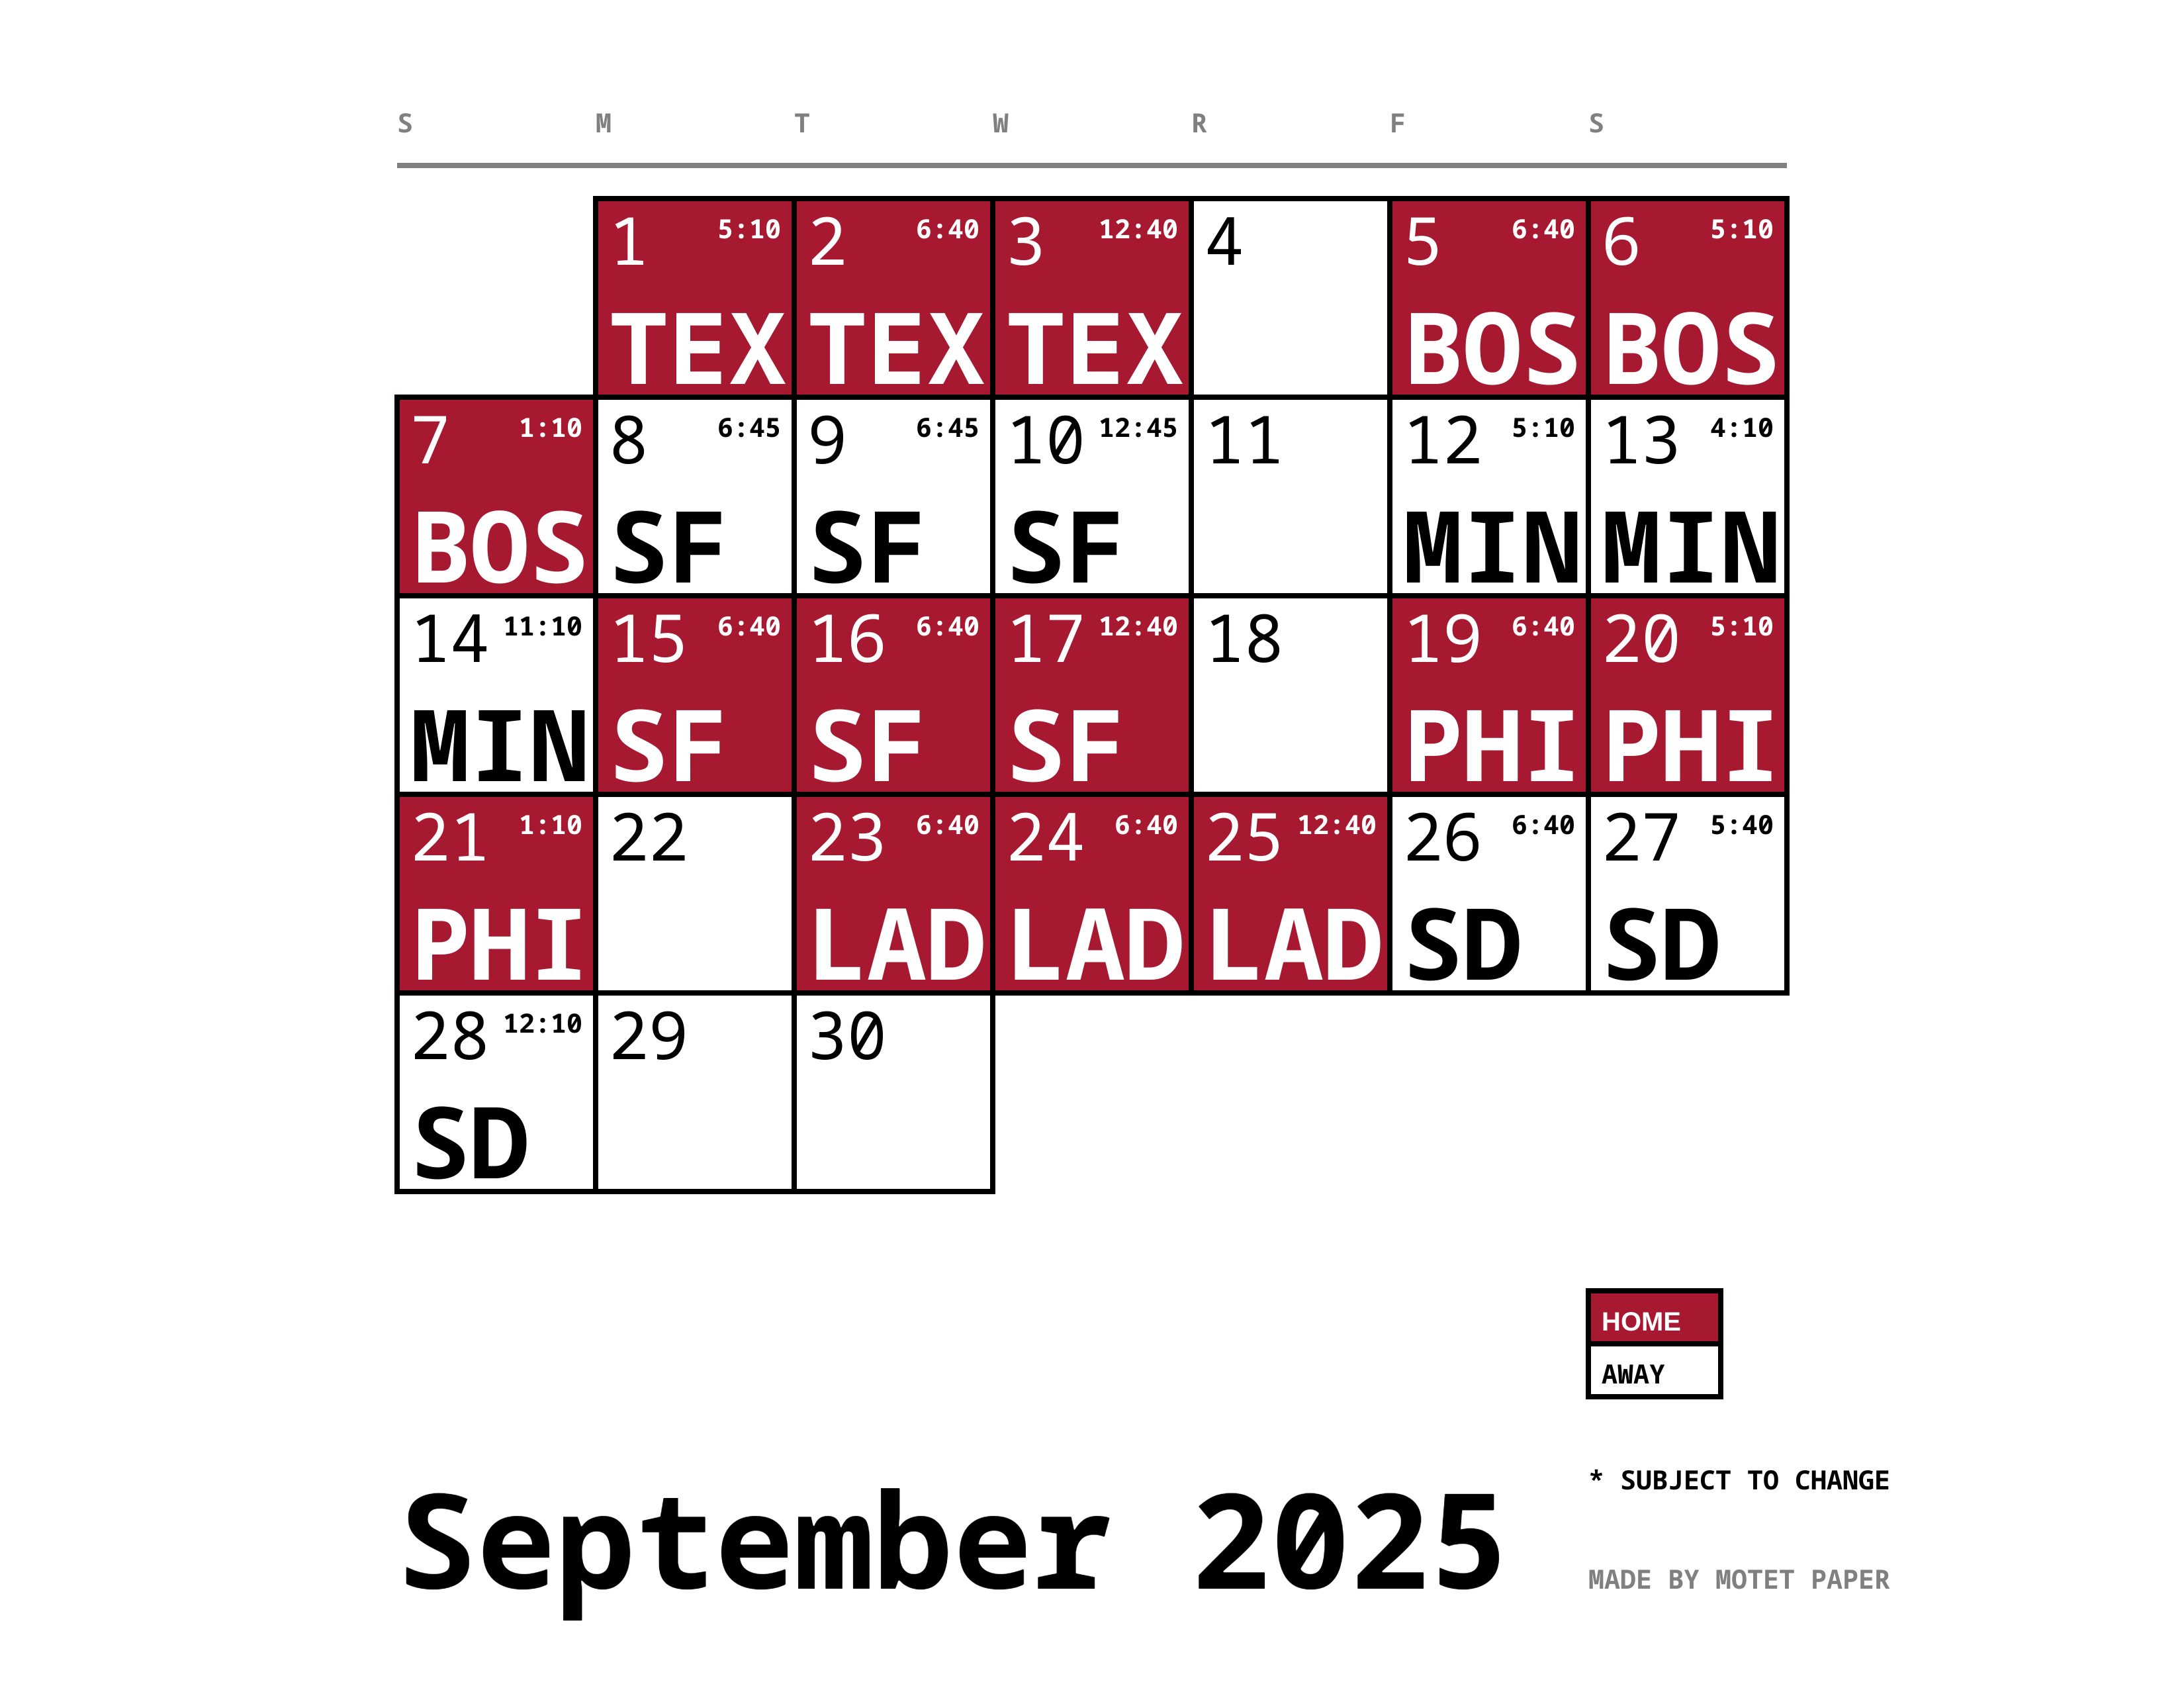 S M T W R F S
1 5:10 2 6:40 3 12:40 4 5 6:40 6 5:10
TEX TEX TEX BOS BOS
7 1:10 8 6:45 9 6:45 10 12:45 11 12 5:10 13 4:10
BOS SF SF SF MIN MIN
14 11:10 15 6:40 16 6:40 17 12:40 18 19 6:40 20 5:10
MIN SF SF SF PHI PHI
21 1:10 22 23 6:40 24 6:40 25 12:40 26 6:40 27 5:40
PHI LAD LAD LAD SD SD
28 12:10 29 30
SD
HOME
AWAY
* SUBJECT TO CHANGE
September 2025
MADE BY MOTET PAPER